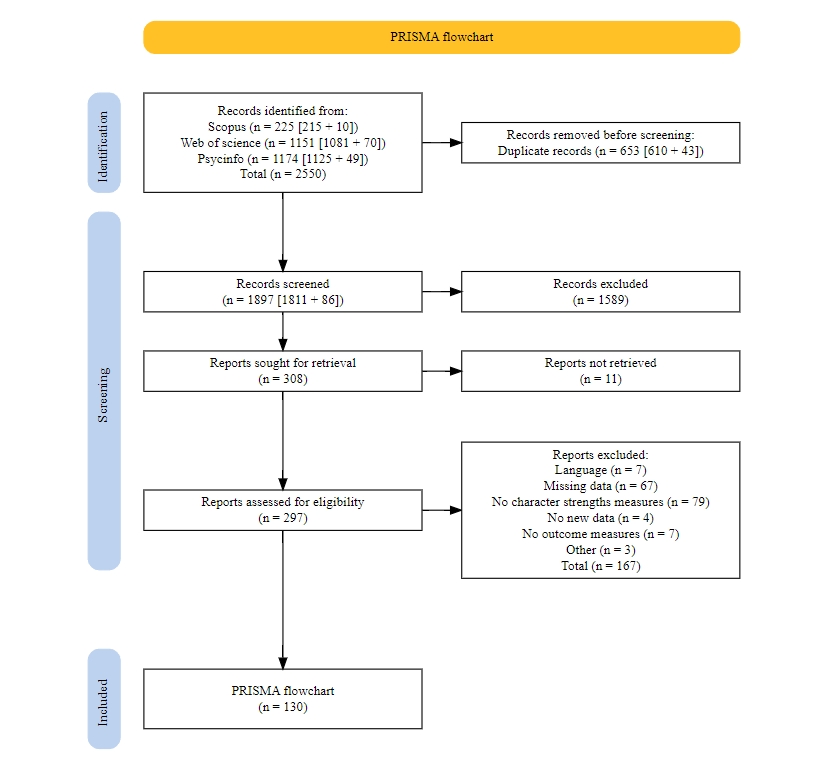 PRISMA flowchart
Identification
Records identified from:
Scopus (n = 225 [215 + 10])
Web of science (n = 1151 [1081 + 70])
Psycinfo (n = 1174 [1125 + 49])
Total (n = 2550)
Records removed before screening:
Duplicate records (n = 653 [610 + 43])
Screening
Records screened
(n = 1897 [1811 + 86])
Records excluded
(n = 1589)
Reports sought for retrieval
(n = 308)
Reports not retrieved
(n = 11)
Reports assessed for eligibility
(n = 297)
Reports excluded:
Language (n = 7)
Missing data (n = 67)
No character strengths measures (n = 79)
No new data (n = 4)
No outcome measures (n = 7)
Other (n = 3)
Total (n = 167)
Included
PRISMA flowchart
(n = 130)